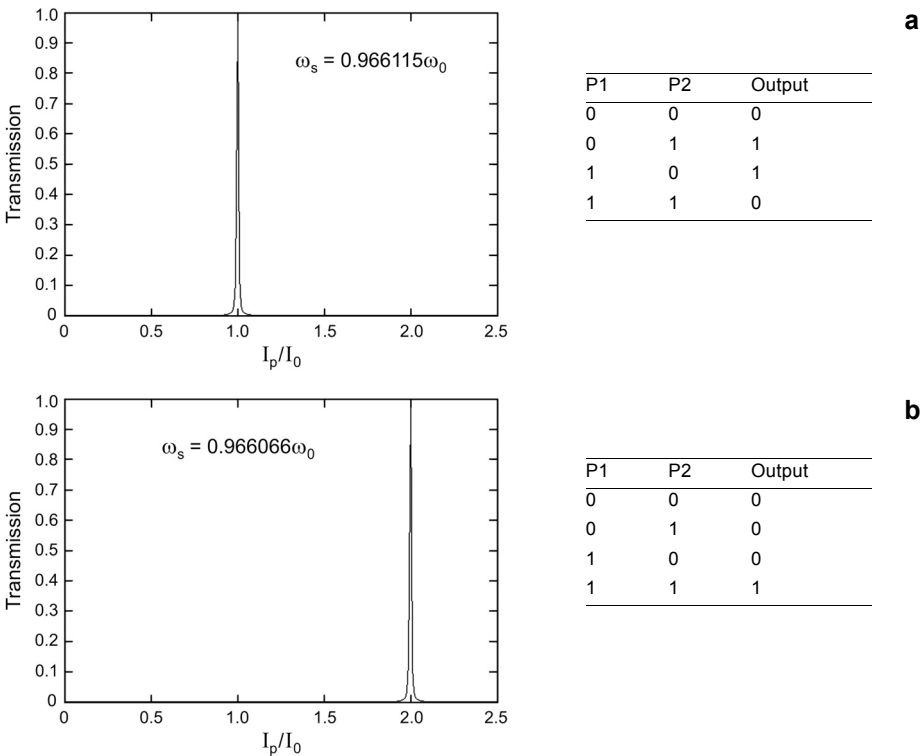 a
1.0
0.9
0.8
0.7
0.6
0.5
0.4
0.3
0.2
0.1
0
Transmission
ωs = 0.966115ω0
0 0.5 1.0 1.5 2.0 2.5
Ip/I0
P1 P2 Output
0 0 0
0 1 1
1 0 1
1 1 0
b
1.0
0.9
0.8
0.7
0.6
0.5
0.4
0.3
0.2
0.1
0
Transmission
ωs = 0.966066ω0
0 0.5 1.0 1.5 2.0 2.5
Ip/I0
P1 P2 Output
0 0 0
0 1 0
1 0 0
1 1 1